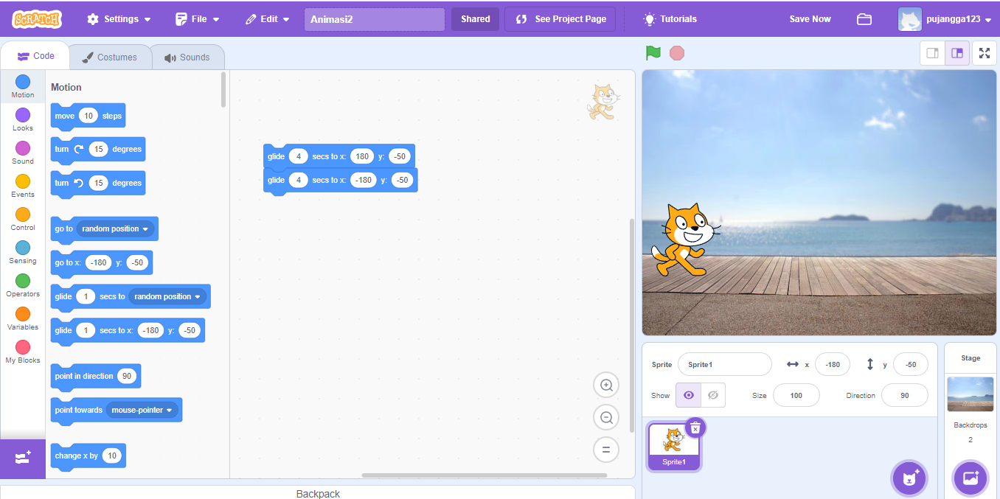 SCRATCH Settings File Edit Animasi2 Shared See Project Page Tutorials Save Now pujangga123
Code Costumes Sounds
Motion
Looks
Sound
Events
Control
Sensing
Operators
Variables
My Blocks
Motion
move 10 steps
turn 15 degrees
turn 15 degrees
go to random position
go to x: -180 y: -50
glide 1 secs to random position
glide 1 secs to x: -180 y: -50
point in direction 90
point towards mouse-pointer
change x by 10
glide 4 secs to x: 180 y: -50
glide 4 secs to x: -180 y: -50
Backpack
Sprite Sprite1 x -180 y -50
Show Size 100 Direction 90
Sprite1
Stage
Backdrops
2